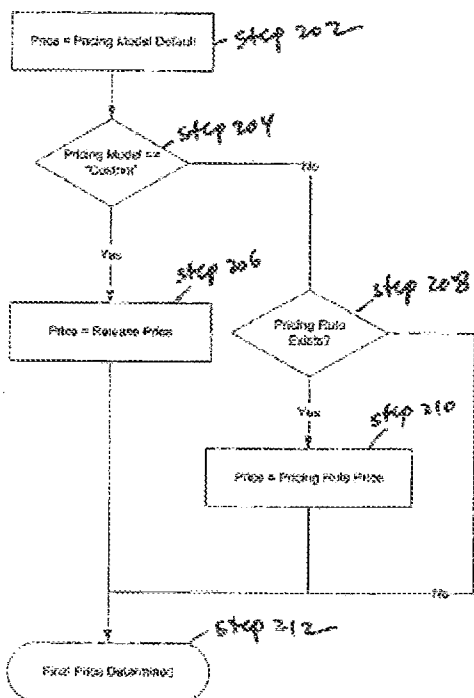 Price = Pricing Model Default
Step 202
Step 204
Pricing Model ==
"Custom"
No
Yes
Step 206
Step 208
Price = Release Price
Pricing Rule
Exists?
Yes
Step 210
Price = Pricing Rule Price
No
Step 212
Final Price Determined